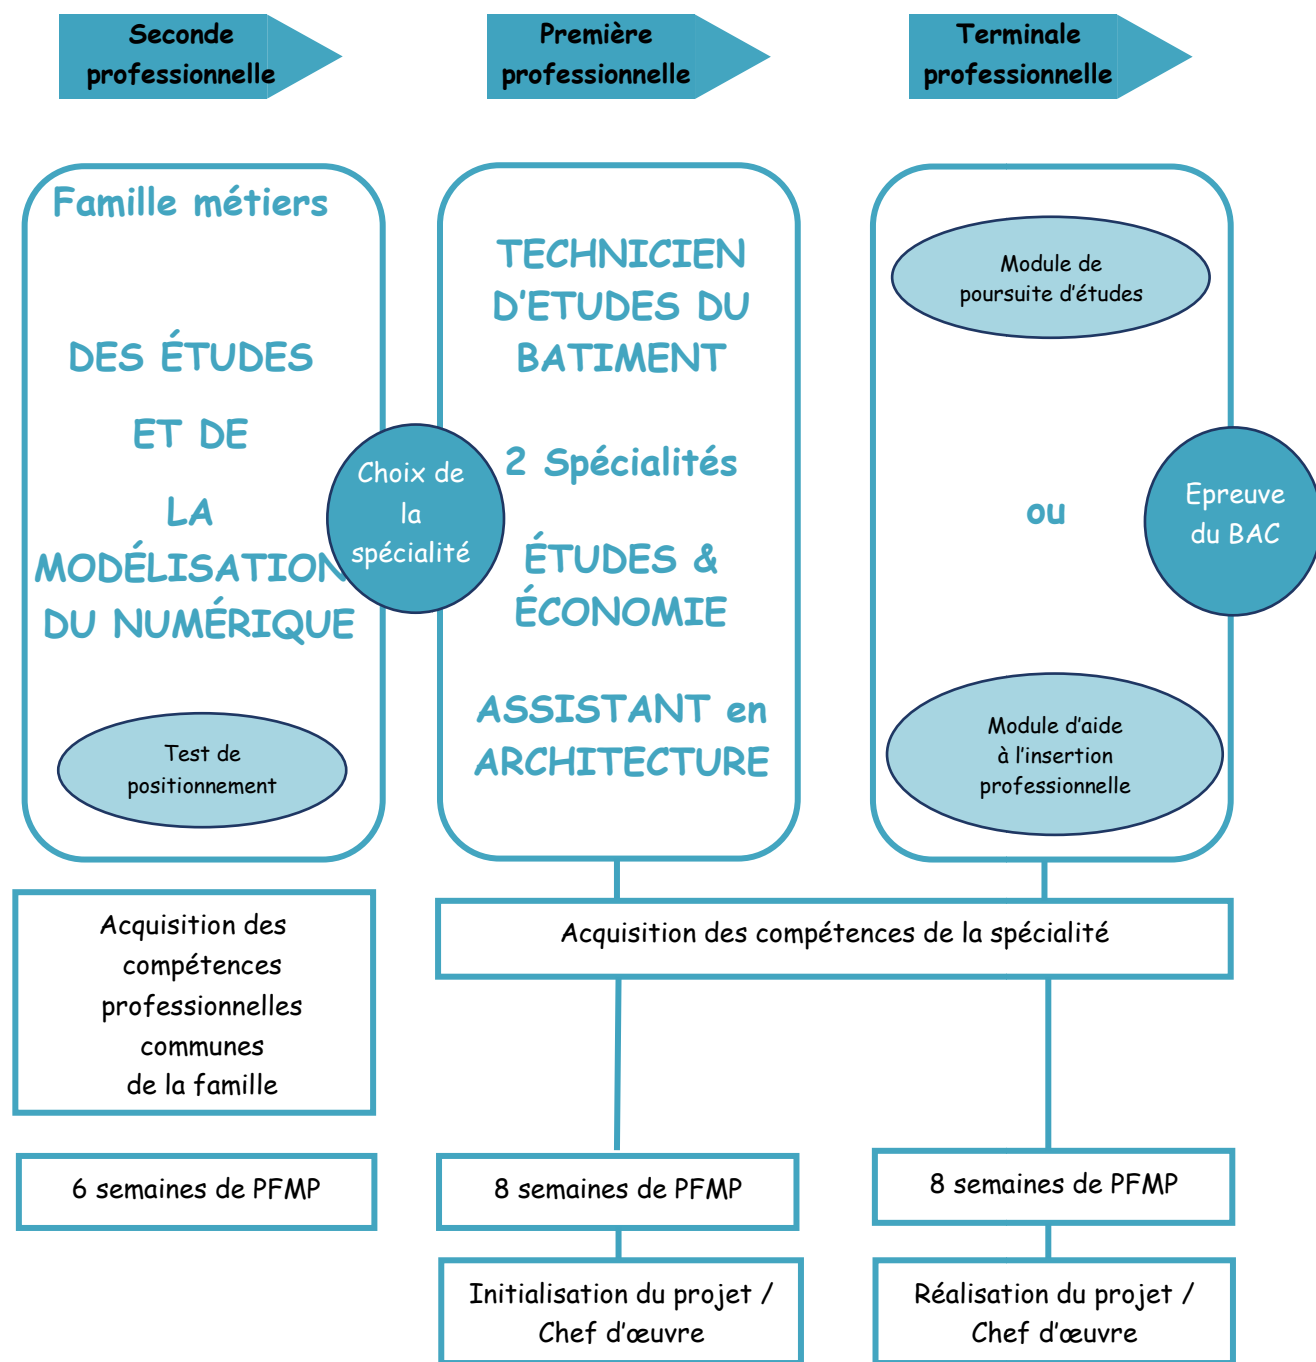 Seconde
professionnelle
Première
professionnelle
Terminale
professionnelle
Famille métiers
DES ÉTUDES
ET DE
LA
MODÉLISATION
DU NUMÉRIQUE
Test de
positionnement
Choix de
la
spécialité
TECHNICIEN
D'ETUDES DU
BATIMENT
2 Spécialités
ÉTUDES &
ÉCONOMIE
ASSISTANT en
ARCHITECTURE
Module de
poursuite d'études
ou
Module d'aide
à l'insertion
professionnelle
Epreuve
du BAC
Acquisition des
compétences
professionnelles
communes
de la famille
Acquisition des compétences de la spécialité
6 semaines de PFMP
8 semaines de PFMP
8 semaines de PFMP
Initialisation du projet /
Chef d'œuvre
Réalisation du projet /
Chef d'œuvre